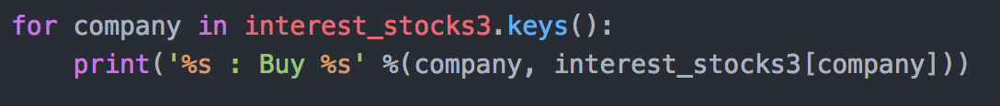 for company in interest_stocks3.keys():
    print('%s : Buy %s' %(company, interest_stocks3[company]))